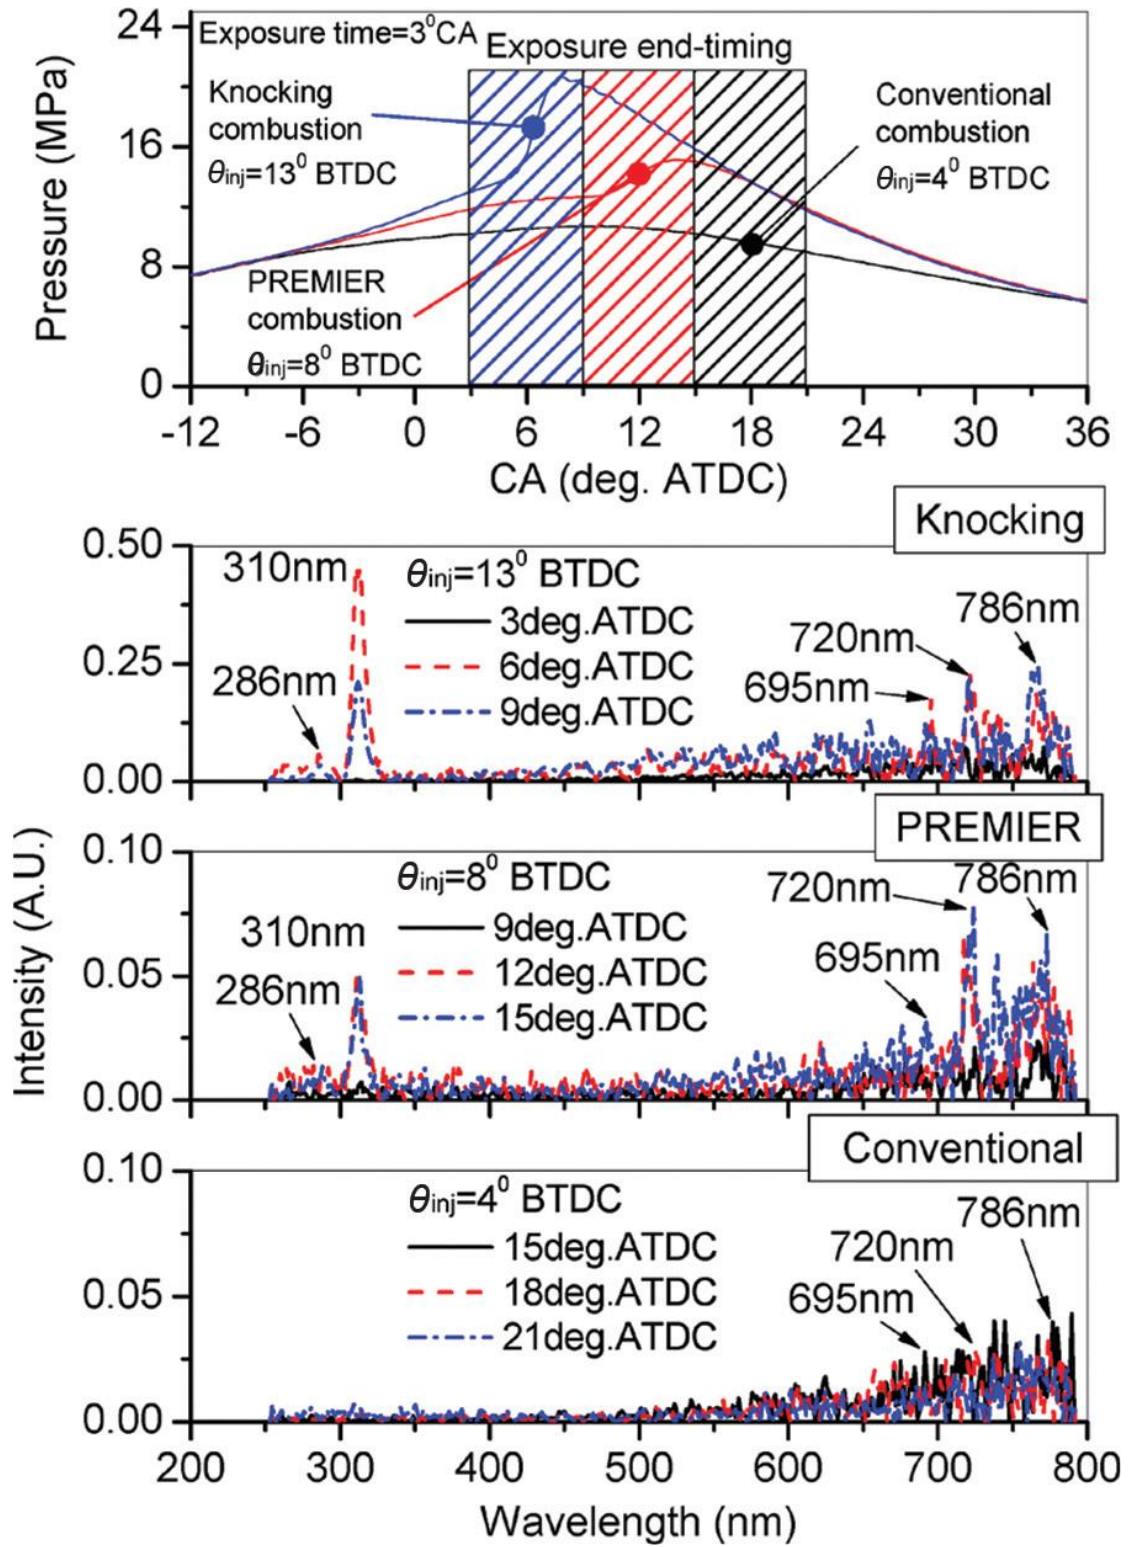 Exposure time=3⁰CA
Exposure end-timing
Knocking
combustion
θinj=13⁰ BTDC
Conventional
combustion
θinj=4⁰ BTDC
PREMIER
combustion
θinj=8⁰ BTDC
Pressure (MPa)
24
16
8
0
-12 -6 0 6 12 18 24 30 36
CA (deg. ATDC)
Knocking
0.50
0.25
0.00
310nm
286nm
θinj=13⁰ BTDC
3deg.ATDC
6deg.ATDC
9deg.ATDC
695nm
720nm
786nm
PREMIER
0.10
0.05
0.00
310nm
286nm
θinj=8⁰ BTDC
9deg.ATDC
12deg.ATDC
15deg.ATDC
695nm
720nm
786nm
Intensity (A.U.)
Conventional
0.10
0.05
0.00
θinj=4⁰ BTDC
15deg.ATDC
18deg.ATDC
21deg.ATDC
695nm
720nm
786nm
200 300 400 500 600 700 800
Wavelength (nm)